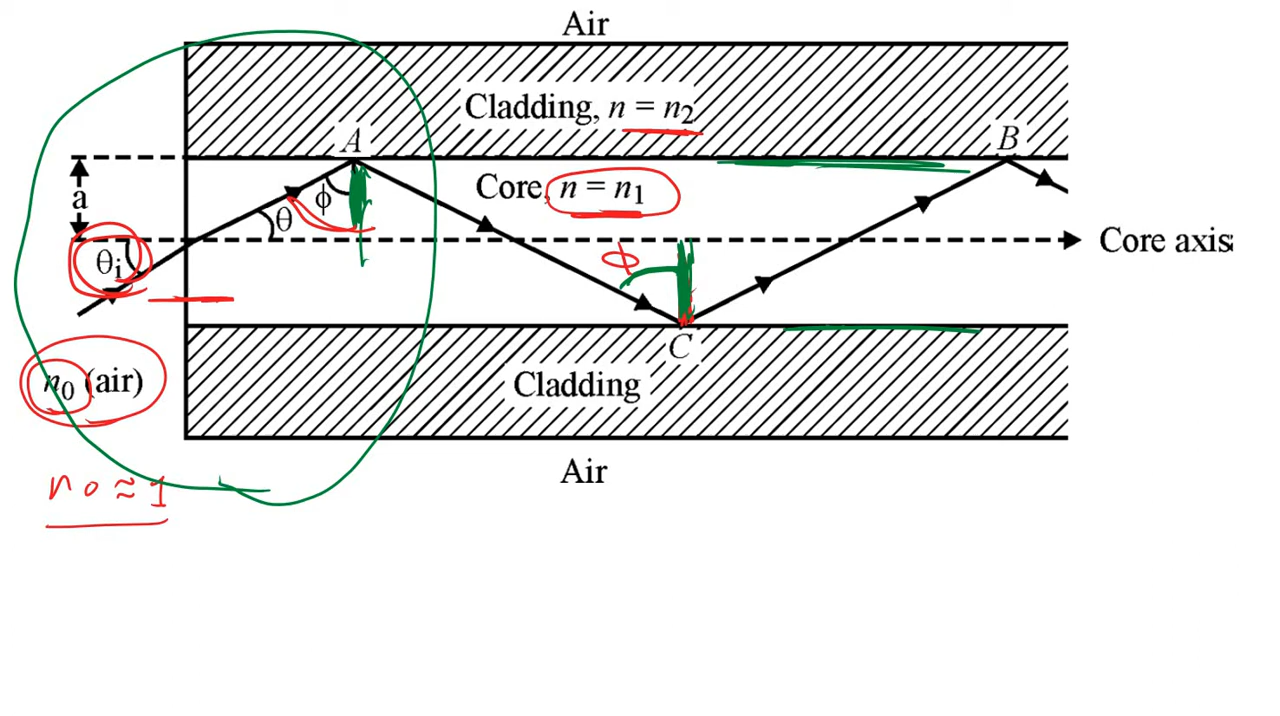 Air
Cladding, n = n₂
A
B
a
Core, n = n₁
ϕ
θ
Core axis
θᵢ
ϕ
C
n₀ (air)
Cladding
Air
n₀ ≈ 1